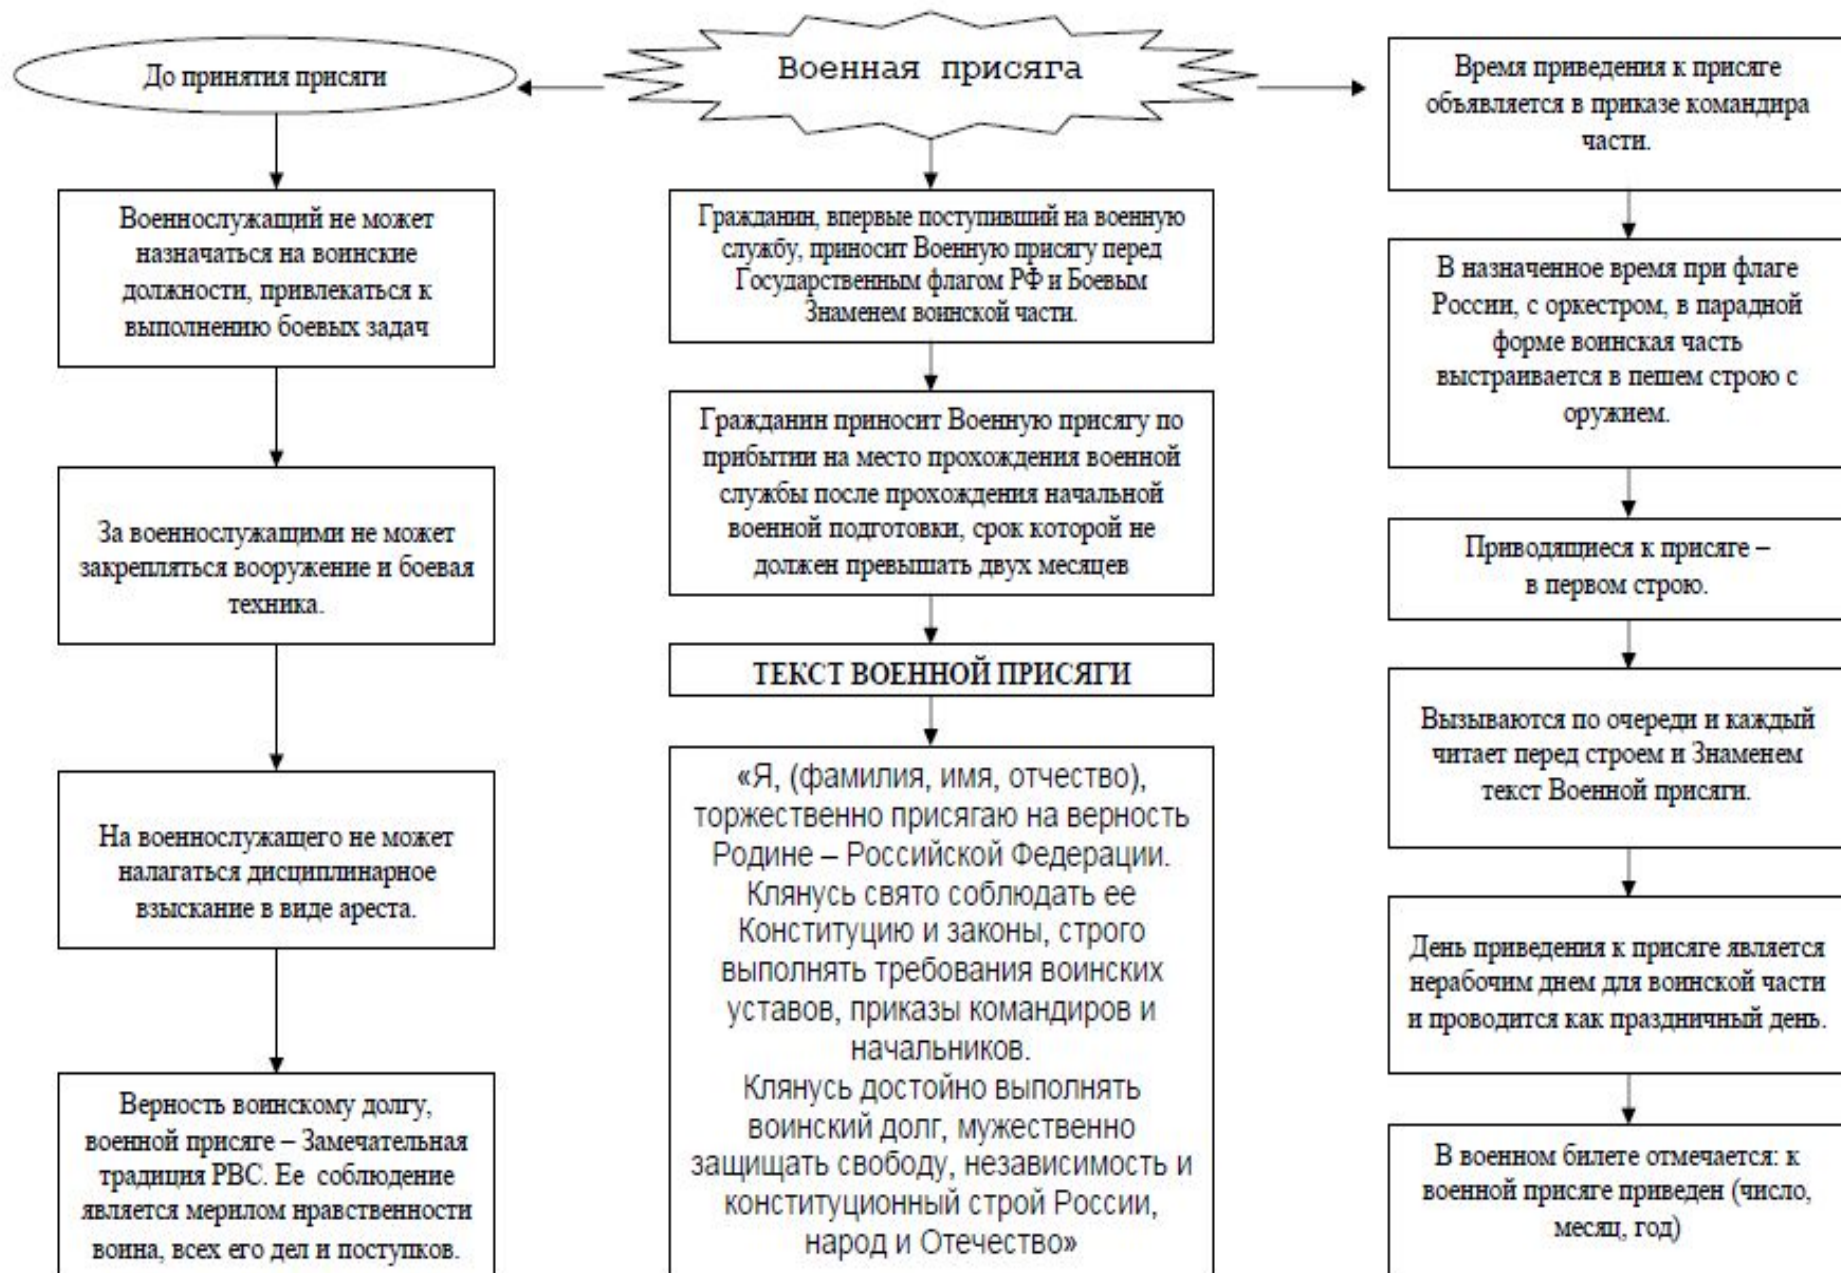 Военная присяга
До принятия присяги
Военнослужащий не может
назначаться на воинские
должности, привлекаться к
выполнению боевых задач
За военнослужащими не может
закрепляться вооружение и боевая
техника.
На военнослужащего не может
налагаться дисциплинарное
взыскание в виде ареста.
Верность воинскому долгу,
военной присяге – Замечательная
традиция РВС. Ее соблюдение
является мерилом нравственности
воина, всех его дел и поступков.
Гражданин, впервые поступивший на военную
службу, приносит Военную присягу перед
Государственным флагом РФ и Боевым
Знаменем воинской части.
Гражданин приносит Военную присягу по
прибытии на место прохождения военной
службы после прохождения начальной
военной подготовки, срок которой не
должен превышать двух месяцев
ТЕКСТ ВОЕННОЙ ПРИСЯГИ
«Я, (фамилия, имя, отчество),
торжественно присягаю на верность
Родине – Российской Федерации.
Клянусь свято соблюдать ее
Конституцию и законы, строго
выполнять требования воинских
уставов, приказы командиров и
начальников.
Клянусь достойно выполнять
воинский долг, мужественно
защищать свободу, независимость и
конституционный строй России,
народ и Отечество»
Время приведения к присяге
объявляется в приказе командира
части.
В назначенное время при флаге
России, с оркестром, в парадной
форме воинская часть
выстраивается в пешем строю с
оружием.
Приводящиеся к присяге –
в первом строю.
Вызываются по очереди и каждый
читает перед строем и Знаменем
текст Военной присяги.
День приведения к присяге является
нерабочим днем для воинской части
и проводится как праздничный день.
В военном билете отмечается: к
военной присяге приведен (число,
месяц, год)